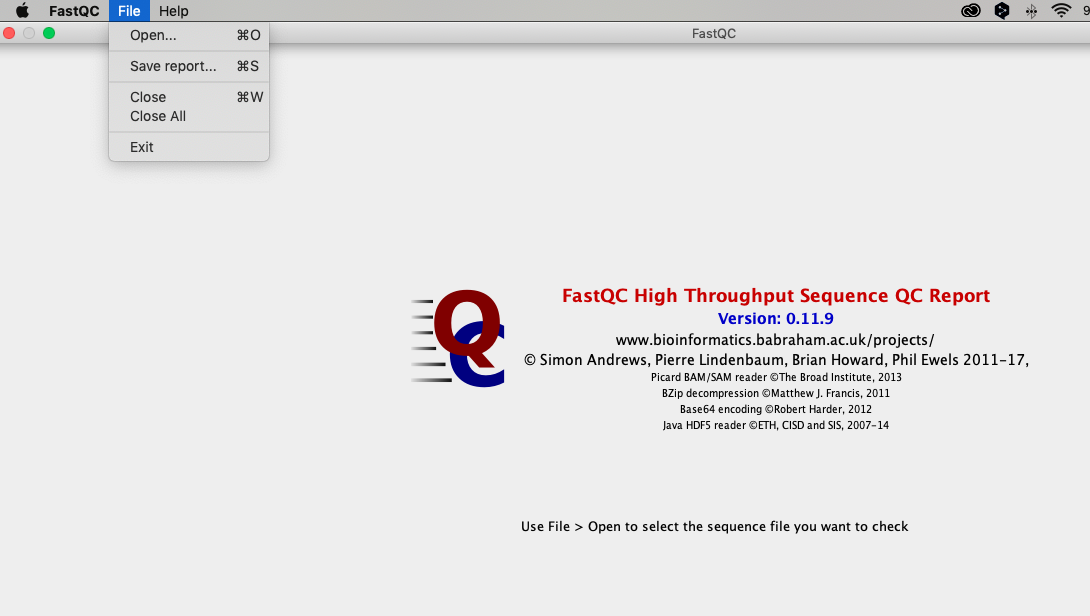 FastQC File Help 9
FastQC
Open... ⌘O
Save report... ⌘S
Close ⌘W
Close All
Exit
QC
FastQC High Throughput Sequence QC Report
Version: 0.11.9
www.bioinformatics.babraham.ac.uk/projects/
© Simon Andrews, Pierre Lindenbaum, Brian Howard, Phil Ewels 2011-17,
Picard BAM/SAM reader ©The Broad Institute, 2013
BZip decompression ©Matthew J. Francis, 2011
Base64 encoding ©Robert Harder, 2012
Java HDF5 reader ©ETH, CISD and SIS, 2007-14
Use File > Open to select the sequence file you want to check